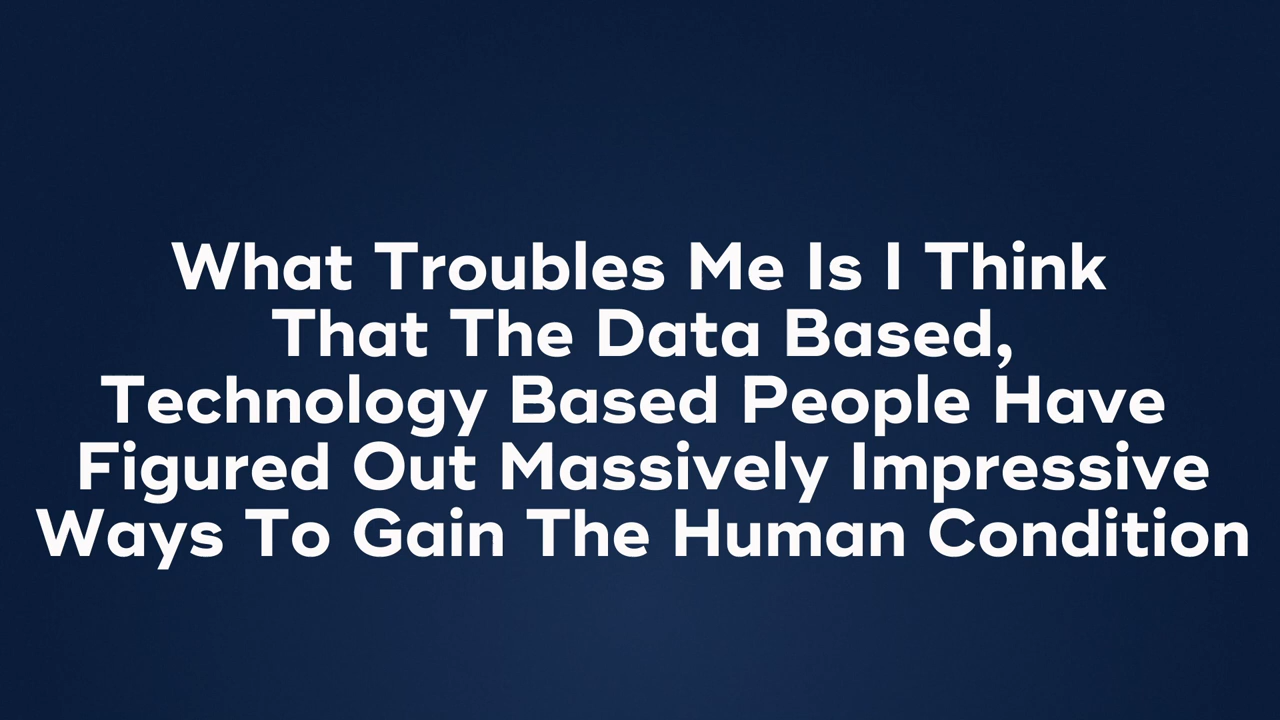 What Troubles Me Is I Think
That The Data Based,
Technology Based People Have
Figured Out Massively Impressive
Ways To Gain The Human Condition